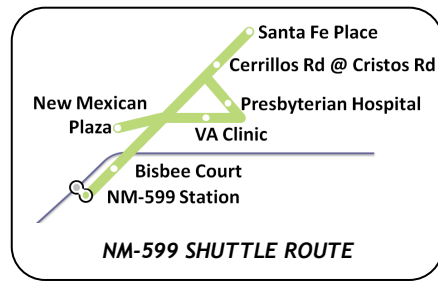 Santa Fe Place
Cerrillos Rd @ Cristos Rd
Presbyterian Hospital
New Mexican
Plaza
VA Clinic
Bisbee Court
NM-599 Station
NM-599 SHUTTLE ROUTE